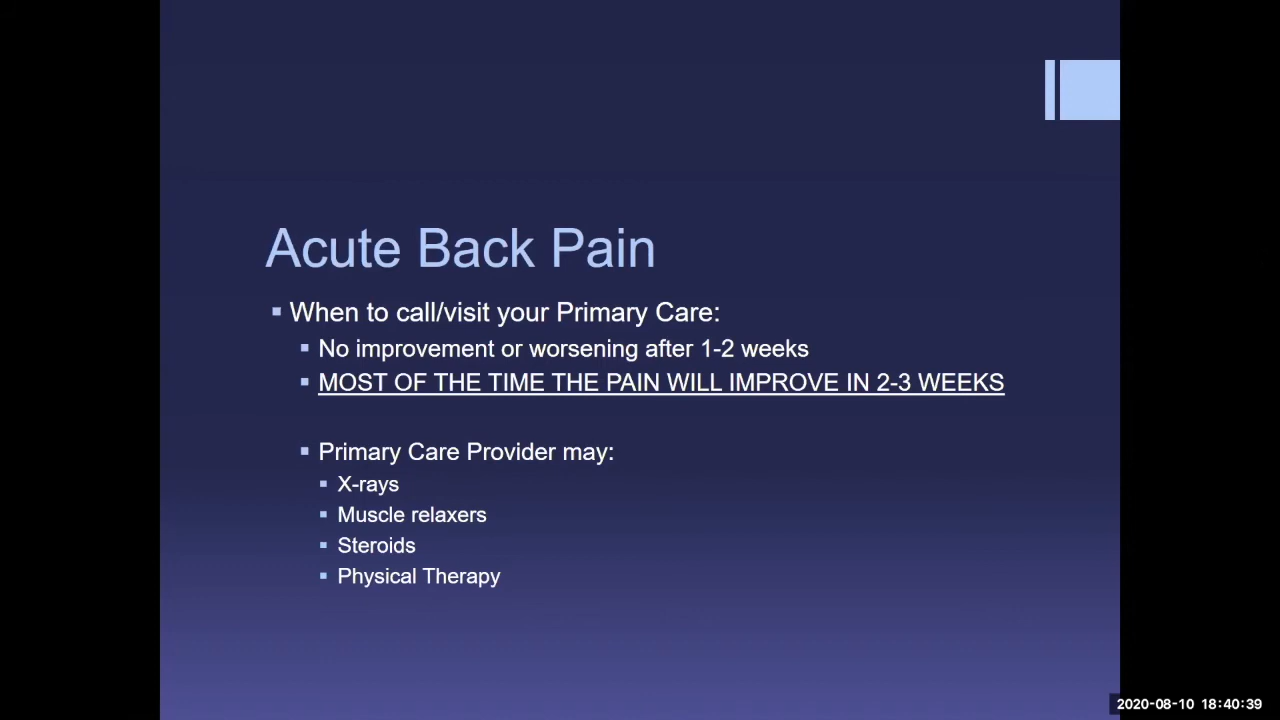 Acute Back Pain
When to call/visit your Primary Care:
No improvement or worsening after 1-2 weeks
MOST OF THE TIME THE PAIN WILL IMPROVE IN 2-3 WEEKS
Primary Care Provider may:
X-rays
Muscle relaxers
Steroids
Physical Therapy
2020-08-10 18:40:39